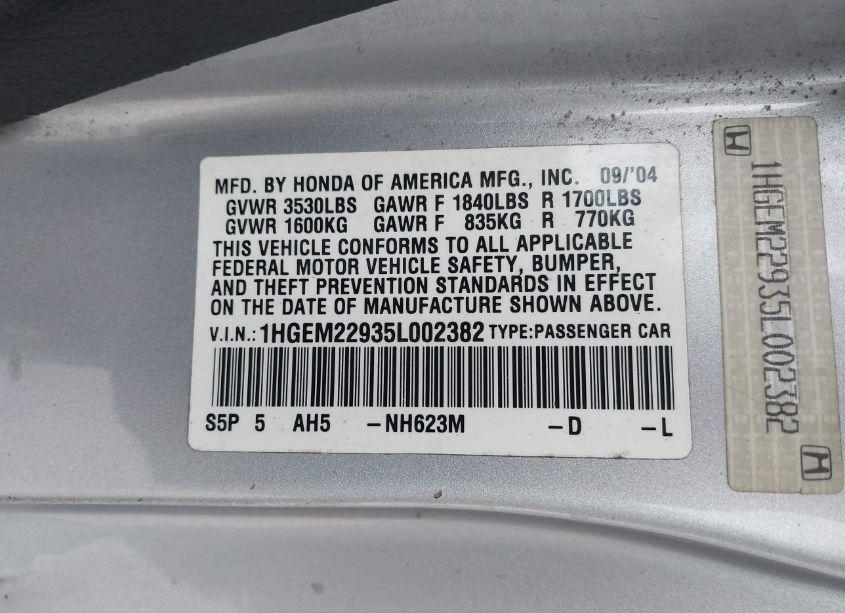 MFD. BY HONDA OF AMERICA MFG., INC. 09/'04
GVWR 3530LBS GAWR F 1840LBS R 1700LBS
GVWR 1600KG GAWR F 835KG R 770KG
THIS VEHICLE CONFORMS TO ALL APPLICABLE
FEDERAL MOTOR VEHICLE SAFETY, BUMPER,
AND THEFT PREVENTION STANDARDS IN EFFECT
ON THE DATE OF MANUFACTURE SHOWN ABOVE.
V.I.N.: 1HGEM22935L002382 TYPE:PASSENGER CAR
S5P 5 AH5 -NH623M -D -L
1HGEM22935L002382